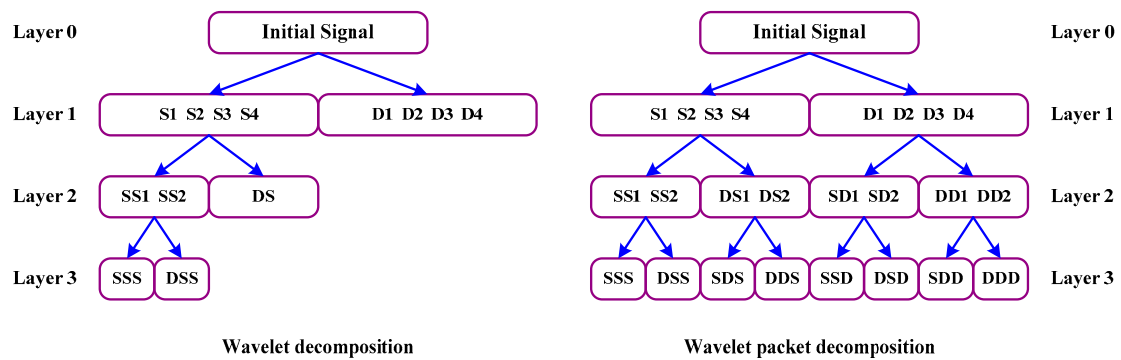 Layer 0 Initial Signal Initial Signal Layer 0
Layer 1 S1 S2 S3 S4 D1 D2 D3 D4 S1 S2 S3 S4 D1 D2 D3 D4 Layer 1
Layer 2 SS1 SS2 DS SS1 SS2 DS1 DS2 SD1 SD2 DD1 DD2 Layer 2
Layer 3 SSS DSS SSS DSS SDS DDS SSD DSD SDD DDD Layer 3
Wavelet decomposition Wavelet packet decomposition